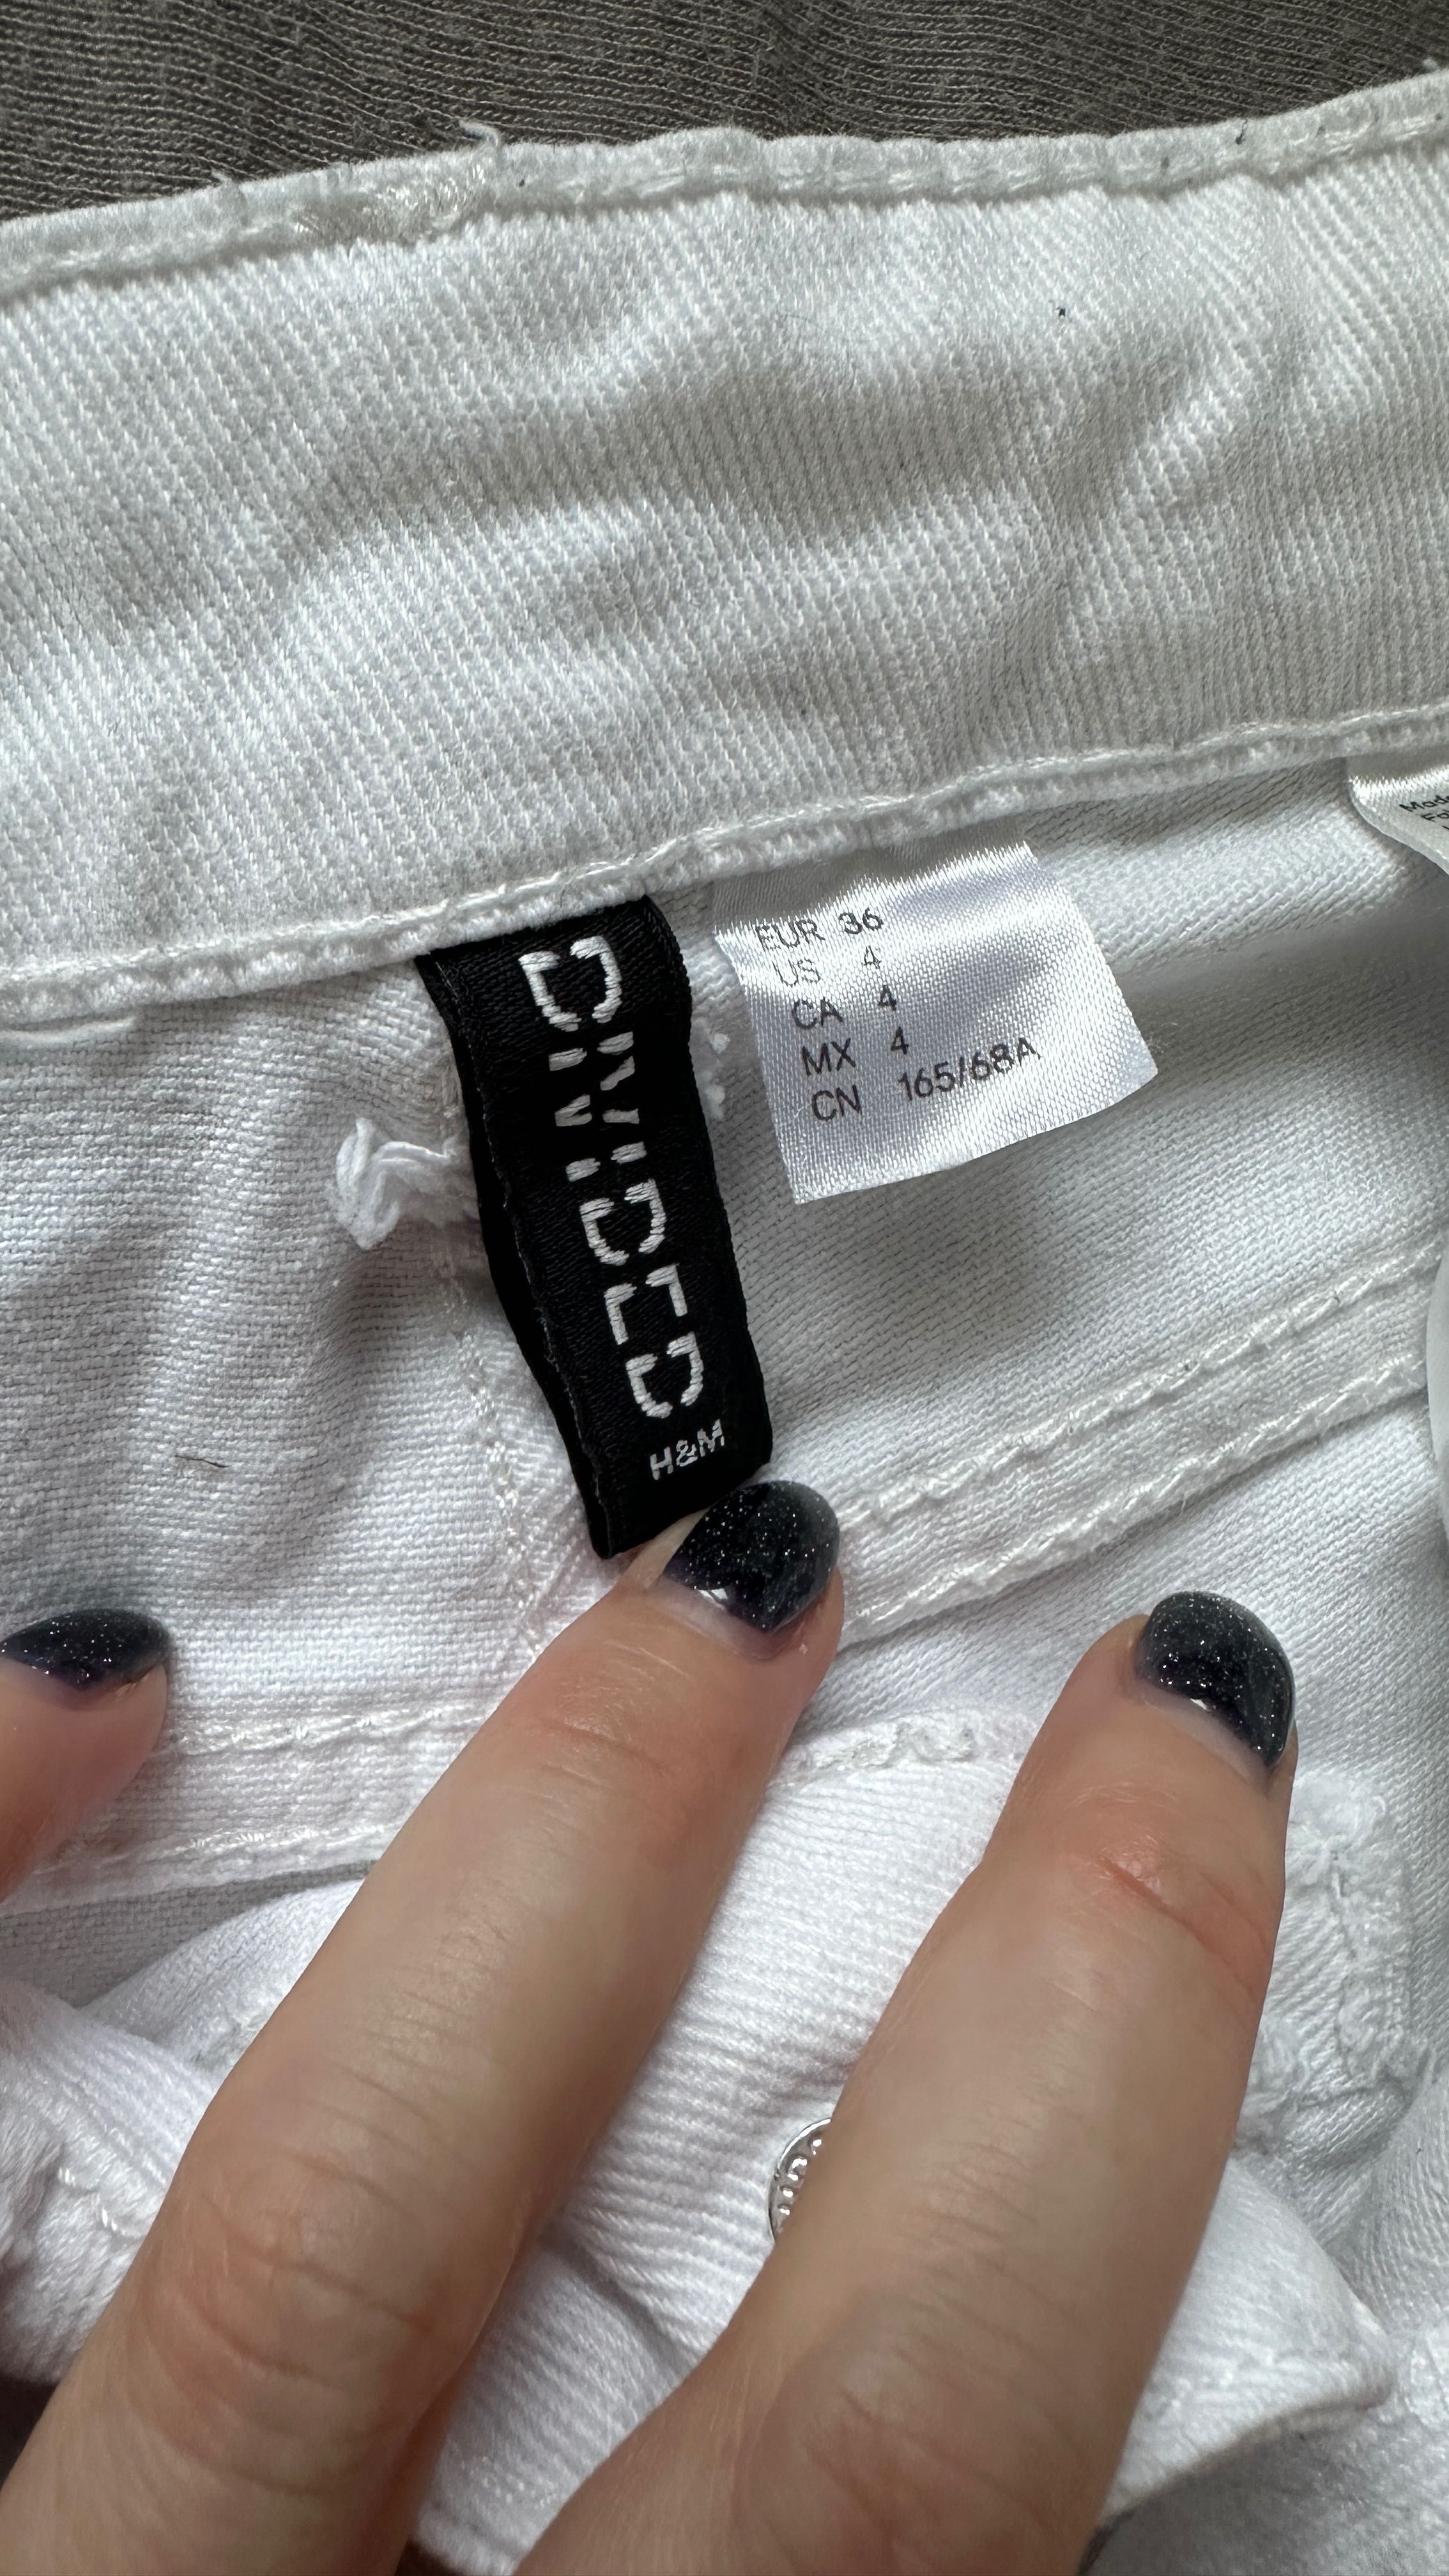 DIVIDED
H&M
EUR 36
US 4
CA 4
MX 4
CN 165/68A